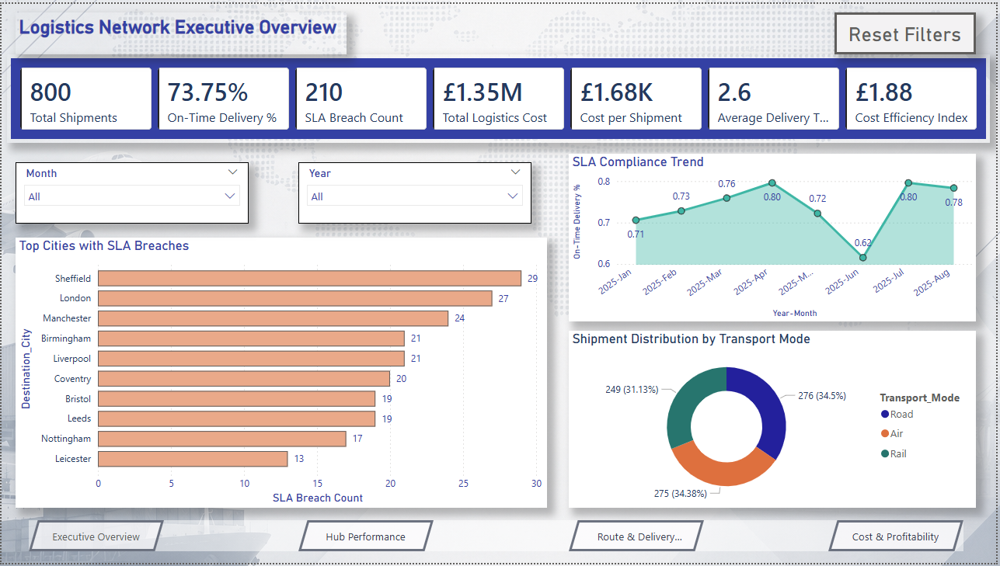 Logistics Network Executive Overview
Reset Filters
800
Total Shipments
73.75%
On-Time Delivery %
210
SLA Breach Count
£1.35M
Total Logistics Cost
£1.68K
Cost per Shipment
2.6
Average Delivery T...
£1.88
Cost Efficiency Index
Month
All
Year
All
SLA Compliance Trend
On-Time Delivery %
0.8
0.7
0.6
0.71
0.73
0.76
0.80
0.72
0.62
0.80
0.78
2025-Jan
2025-Feb
2025-Mar
2025-Apr
2025-M...
2025-Jun
2025-Jul
2025-Aug
Year-Month
Top Cities with SLA Breaches
Destination_City
Sheffield 29
London 27
Manchester 24
Birmingham 21
Liverpool 21
Coventry 20
Bristol 19
Leeds 19
Nottingham 17
Leicester 13
0 5 10 15 20 25 30
SLA Breach Count
Shipment Distribution by Transport Mode
249 (31.13%)
276 (34.5%)
275 (34.38%)
Transport_Mode
Road
Air
Rail
Executive Overview
Hub Performance
Route & Delivery...
Cost & Profitability